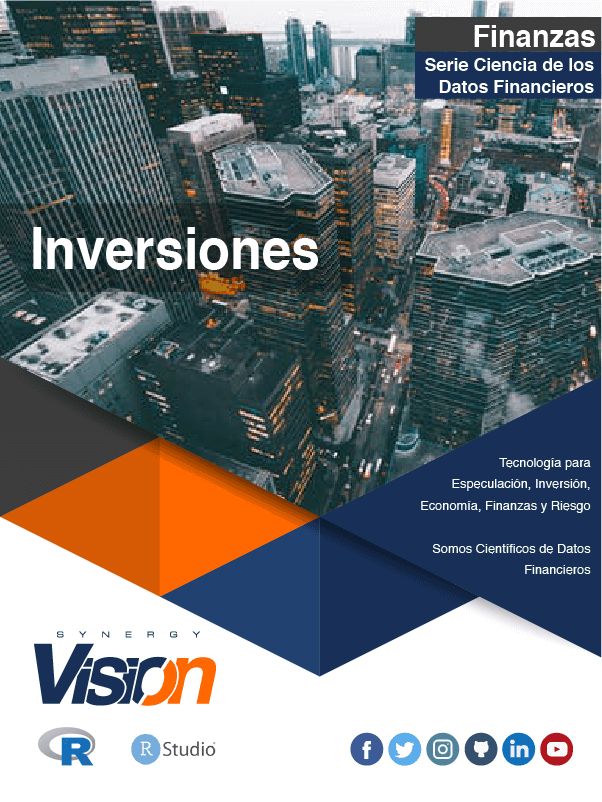 Finanzas
Serie Ciencia de los
Datos Financieros
Inversiones
Tecnología para
Especulación, Inversión,
Economía, Finanzas y Riesgo
Somos Científicos de Datos
Financieros
SYNERGY
Vision
R
R Studio